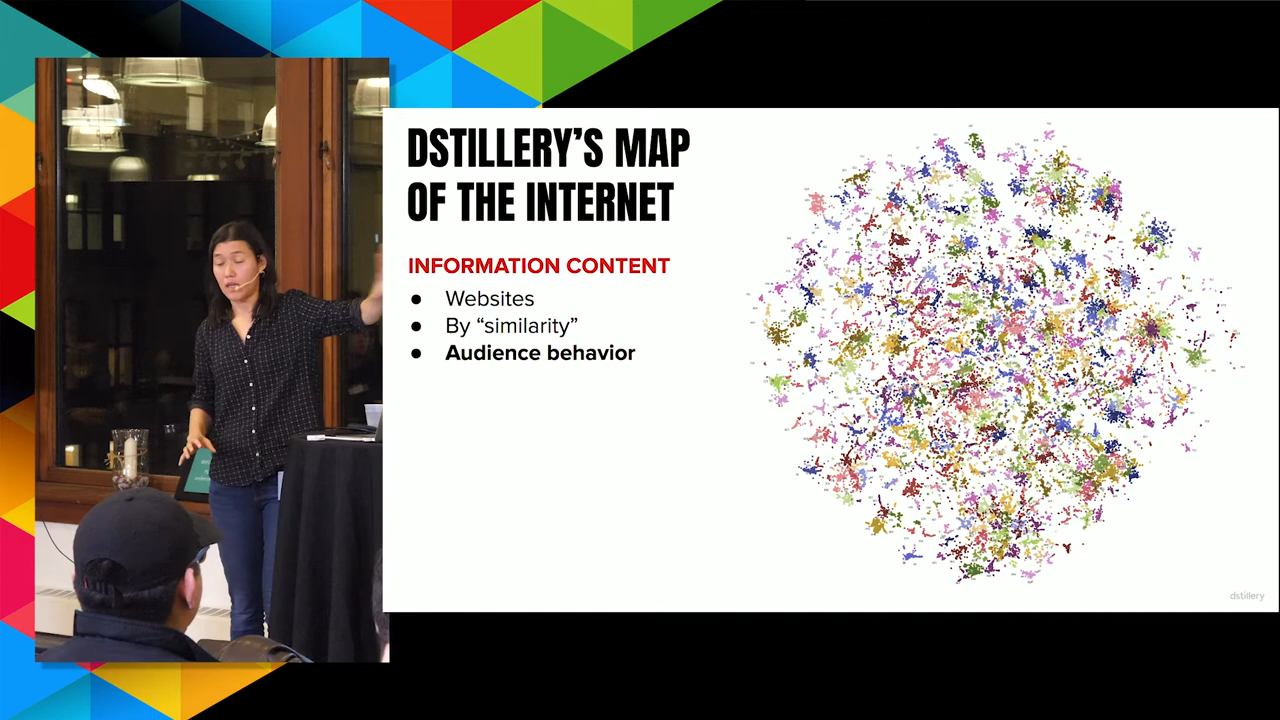 DSTILLERY'S MAP
OF THE INTERNET
INFORMATION CONTENT
● Websites
● By “similarity”
● Audience behavior
dstillery